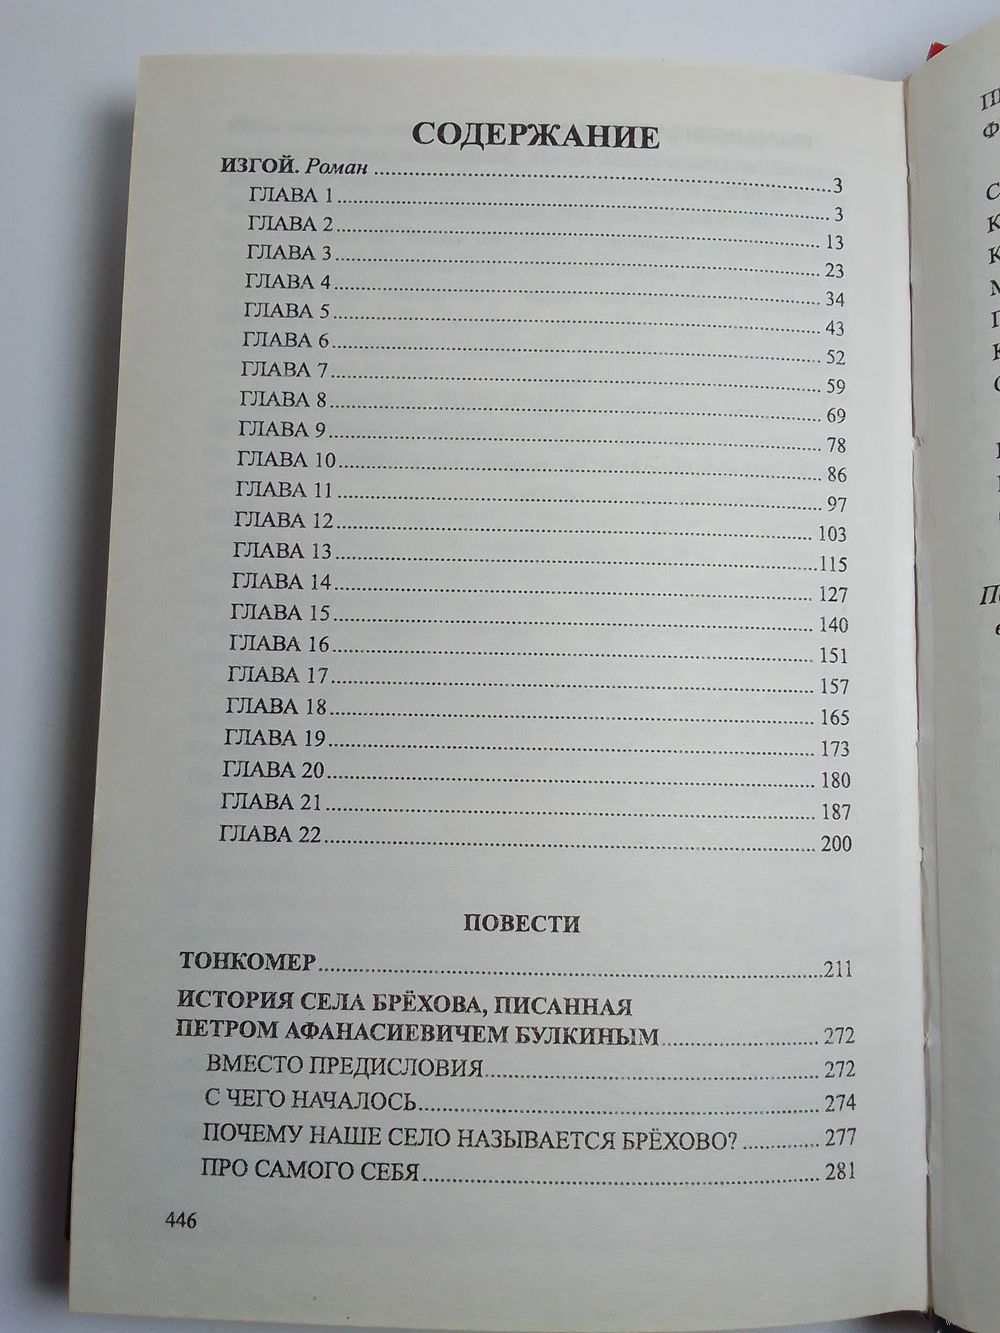 СОДЕРЖАНИЕ
ИЗГОЙ. Роман ........ 3
ГЛАВА 1 ........ 3
ГЛАВА 2 ........ 13
ГЛАВА 3 ........ 23
ГЛАВА 4 ........ 34
ГЛАВА 5 ........ 43
ГЛАВА 6 ........ 52
ГЛАВА 7 ........ 59
ГЛАВА 8 ........ 69
ГЛАВА 9 ........ 78
ГЛАВА 10 ........ 86
ГЛАВА 11 ........ 97
ГЛАВА 12 ........ 103
ГЛАВА 13 ........ 115
ГЛАВА 14 ........ 127
ГЛАВА 15 ........ 140
ГЛАВА 16 ........ 151
ГЛАВА 17 ........ 157
ГЛАВА 18 ........ 165
ГЛАВА 19 ........ 173
ГЛАВА 20 ........ 180
ГЛАВА 21 ........ 187
ГЛАВА 22 ........ 200
ПОВЕСТИ
ТОНКОМЕР ........ 211
ИСТОРИЯ СЕЛА БРЁХОВА, ПИСАННАЯ
ПЕТРОМ АФАНАСИЕВИЧЕМ БУЛКИНЫМ ........ 272
ВМЕСТО ПРЕДИСЛОВИЯ ........ 272
С ЧЕГО НАЧАЛОСЬ ........ 274
ПОЧЕМУ НАШЕ СЕЛО НАЗЫВАЕТСЯ БРЁХОВО? ........ 277
ПРО САМОГО СЕБЯ ........ 281
446